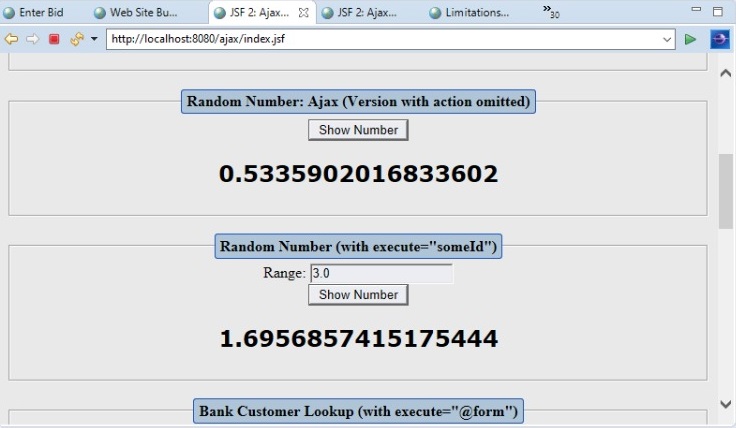 Enter Bid
Web Site Bu...
JSF 2: Ajax...
JSF 2: Ajax...
Limitations...
30
http://localhost:8080/ajax/index.jsf
Random Number: Ajax (Version with action omitted)
Show Number
0.5335902016833602
Random Number (with execute="someId")
Range: 3.0
Show Number
1.6956857415175444
Bank Customer Lookup (with execute="@form")